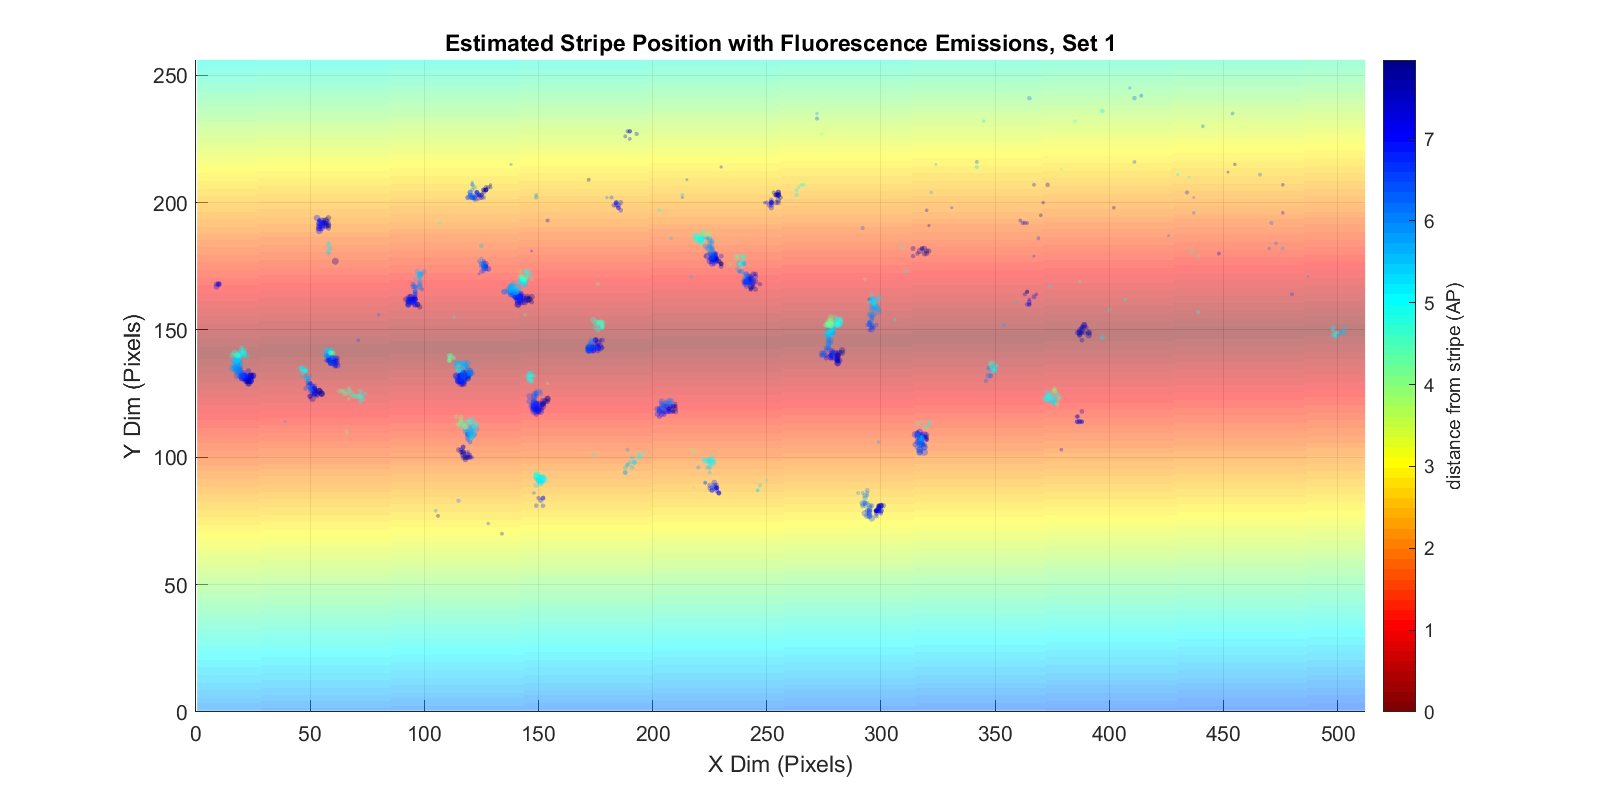 Estimated Stripe Position with Fluorescence Emissions, Set 1
250
200
150
100
50
0
Y Dim (Pixels)
0 50 100 150 200 250 300 350 400 450 500
X Dim (Pixels)
7
6
5
4
3
2
1
0
distance from stripe (AP)